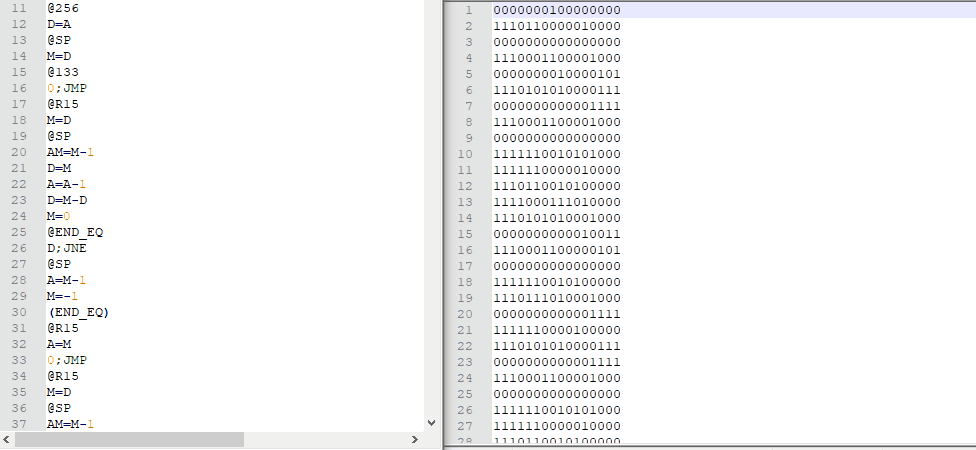 11 @256
12 D=A
13 @SP
14 M=D
15 @133
16 0;JMP
17 @R15
18 M=D
19 @SP
20 AM=M-1
21 D=M
22 A=A-1
23 D=M-D
24 M=0
25 @END_EQ
26 D;JNE
27 @SP
28 A=M-1
29 M=-1
30 (END_EQ)
31 @R15
32 A=M
33 0;JMP
34 @R15
35 M=D
36 @SP
37 AM=M-1
1 0000000100000000
2 1110110000010000
3 0000000000000000
4 1110001100001000
5 0000000010000101
6 1110101010000111
7 0000000000001111
8 1110001100001000
9 0000000000000000
10 1111110010101000
11 1111110000010000
12 1110110010100000
13 1111000111010000
14 1110101010001000
15 0000000000010011
16 1110001100000101
17 0000000000000000
18 1111110010100000
19 1110111010001000
20 0000000000001111
21 1111110000100000
22 1110101010000111
23 0000000000001111
24 1110001100001000
25 0000000000000000
26 1111110010101000
27 1111110000010000
28 1110110010100000